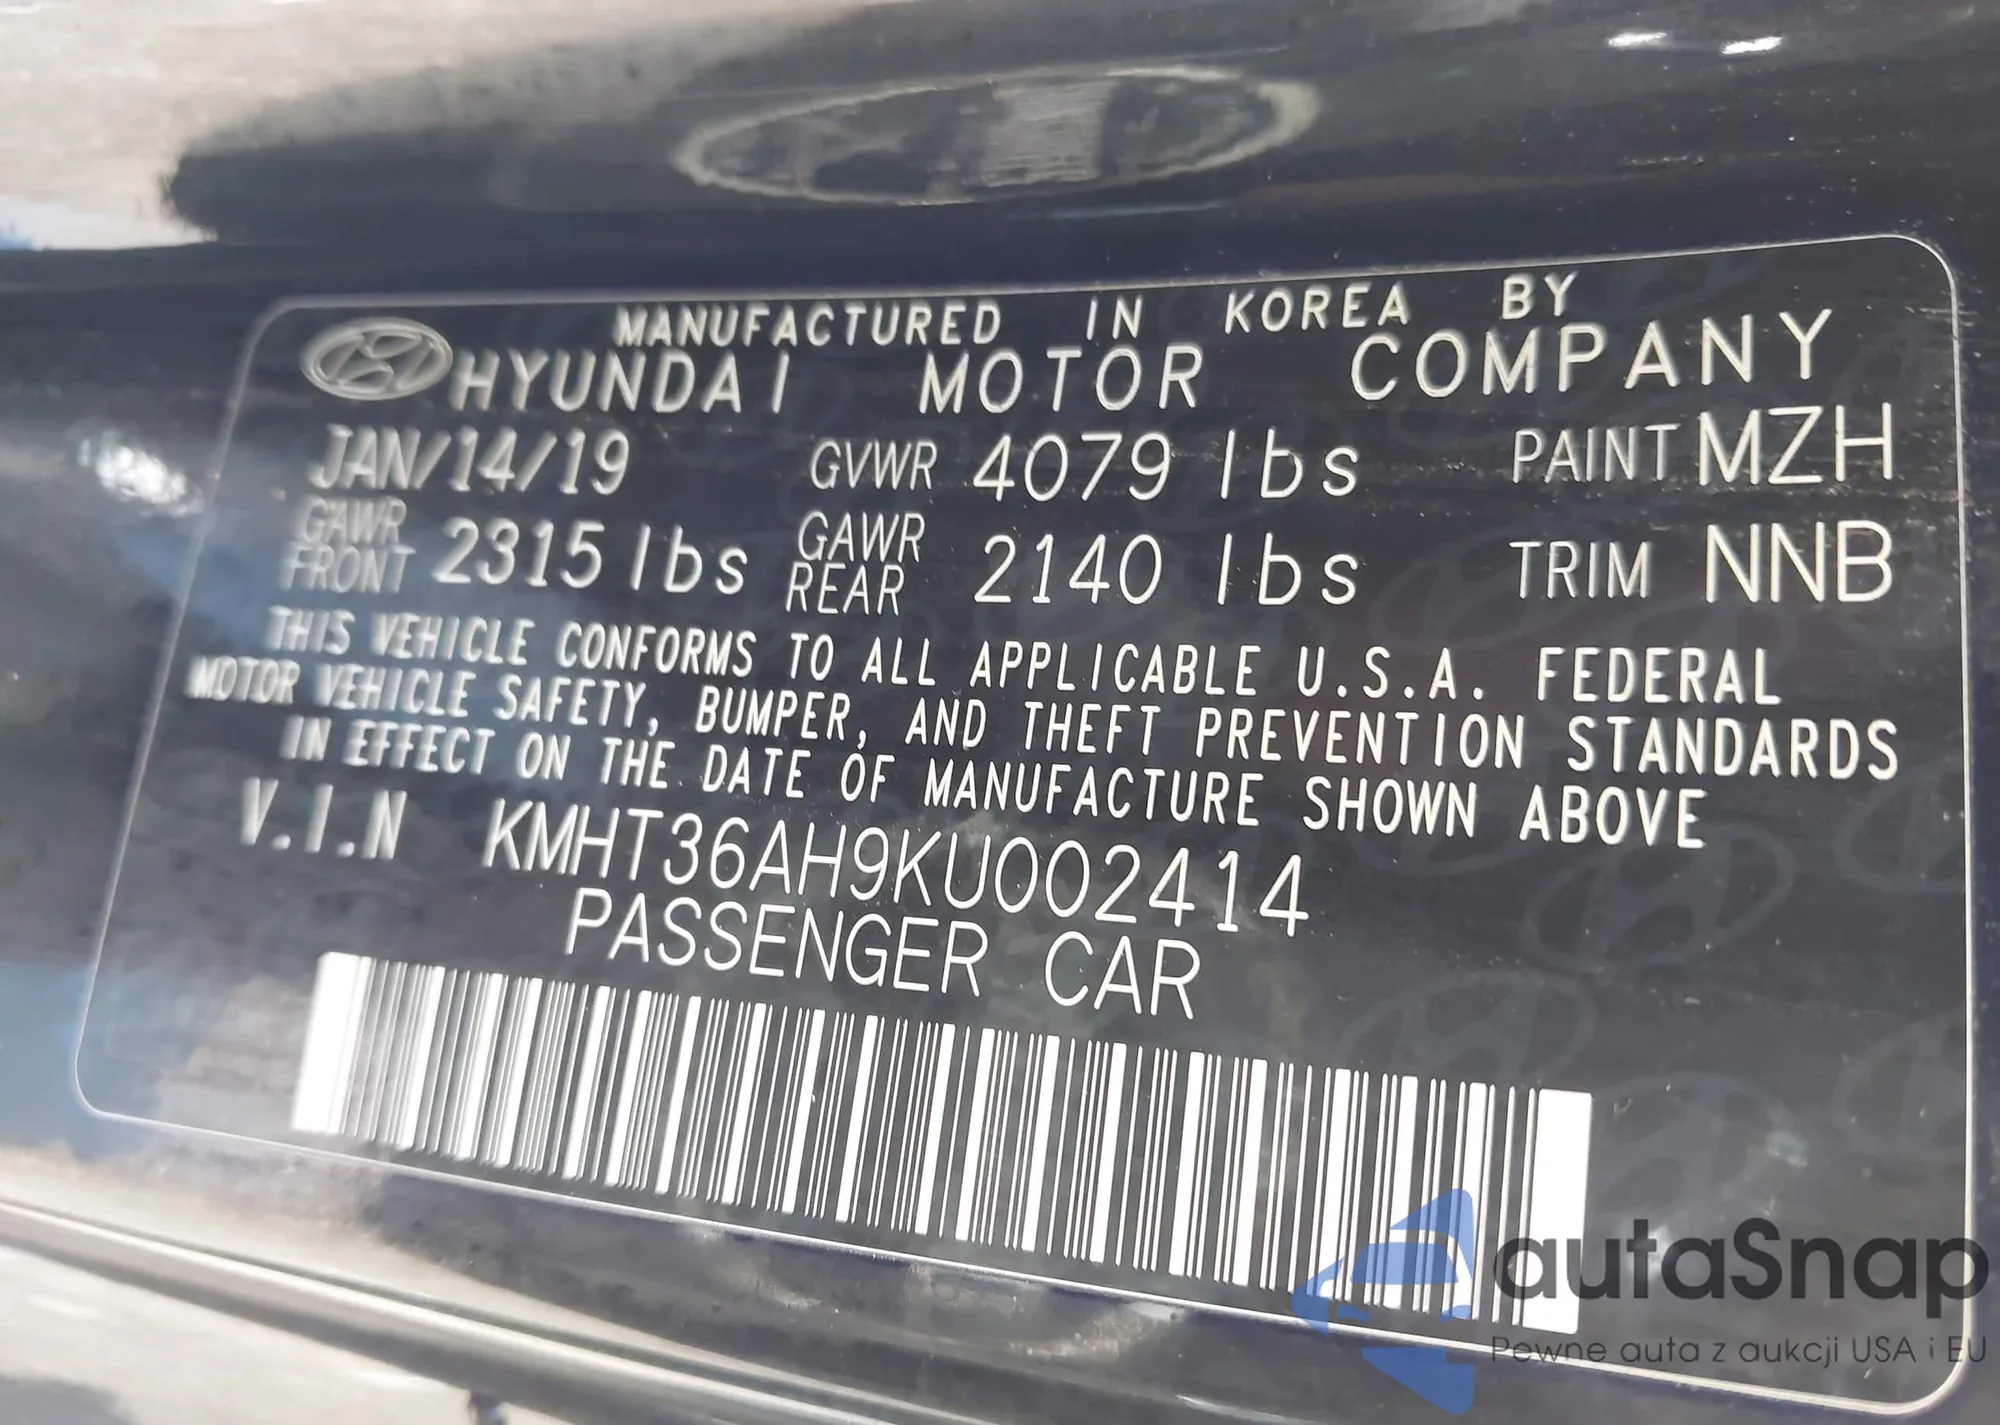 MANUFACTURED IN KOREA BY
HYUNDAI MOTOR COMPANY
JAN/14/19 GVWR 4079 lbs PAINT MZH
GAWR FRONT 2315 lbs GAWR REAR 2140 lbs TRIM NNB
THIS VEHICLE CONFORMS TO ALL APPLICABLE U.S.A. FEDERAL
MOTOR VEHICLE SAFETY, BUMPER, AND THEFT PREVENTION STANDARDS
IN EFFECT ON THE DATE OF MANUFACTURE SHOWN ABOVE
V.I.N KMHT36AH9KU002414
PASSENGER CAR
autaSnap
Pewne auta z aukcji USA i EU